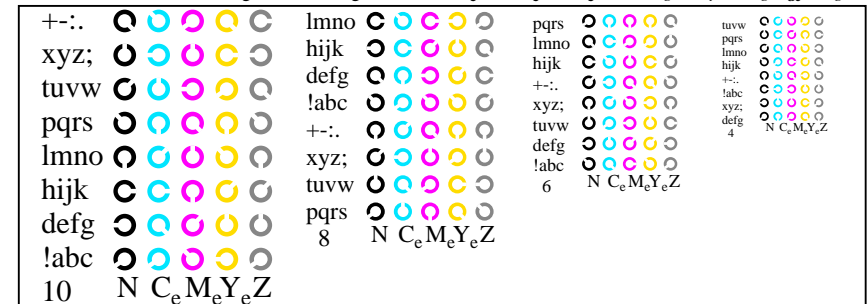 +-:.
xyz;
tuvw
pqrs
lmno
hijk
defg
!abc
10 N CeMeYeZ
lmno
hijk
defg
!abc
+-:.
xyz;
tuvw
pqrs
8 N CeMeYeZ
pqrs
lmno
hijk
+-:.
xyz;
tuvw
defg
!abc
6 N CeMeYeZ
tuvw
pqrs
lmno
hijk
+-:.
!abc
xyz;
defg
4 N CeMeYeZ